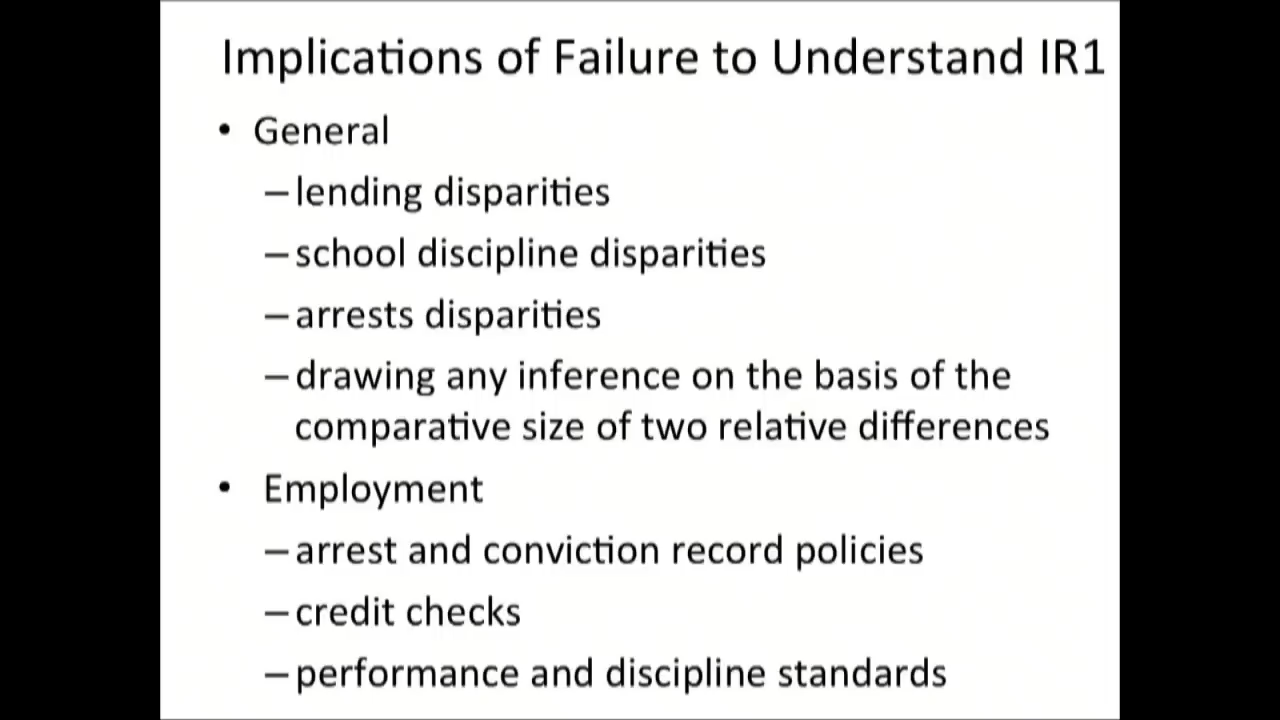 Implications of Failure to Understand IR1
• General
– lending disparities
– school discipline disparities
– arrests disparities
– drawing any inference on the basis of the
comparative size of two relative differences
• Employment
– arrest and conviction record policies
– credit checks
– performance and discipline standards